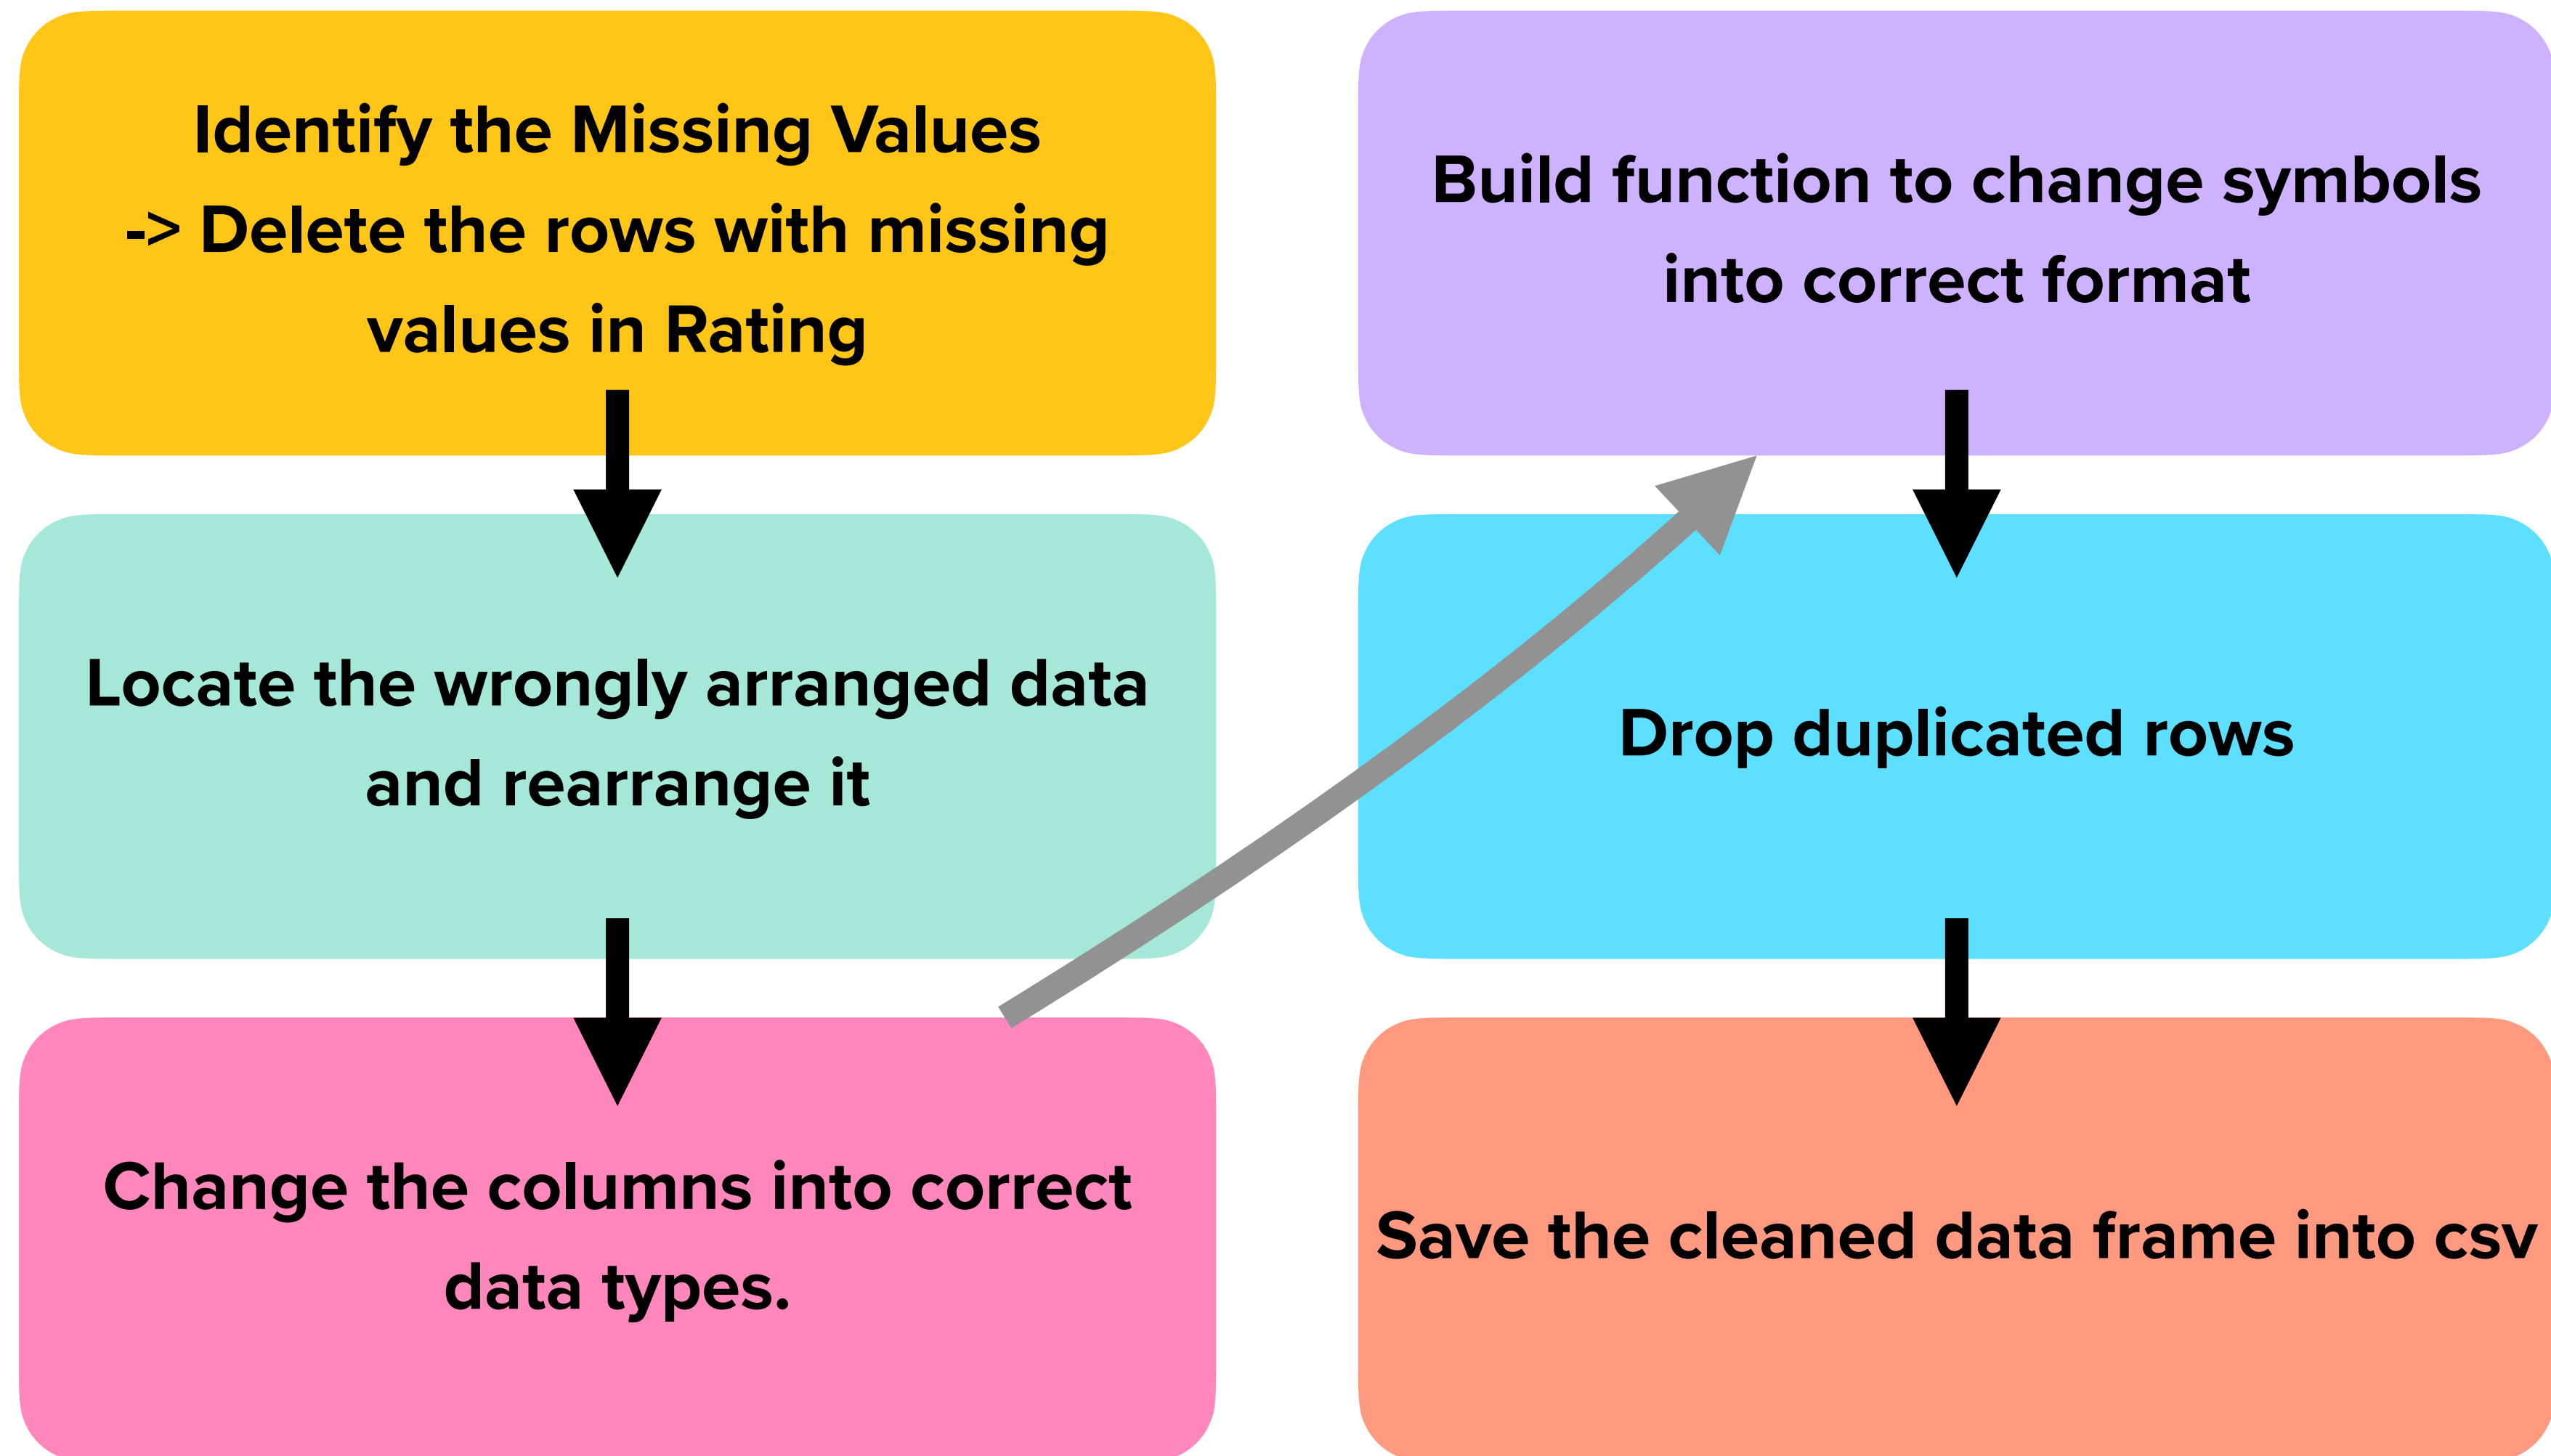 Identify the Missing Values
-> Delete the rows with missing
values in Rating
Locate the wrongly arranged data
and rearrange it
Change the columns into correct
data types.
Build function to change symbols
into correct format
Drop duplicated rows
Save the cleaned data frame into csv